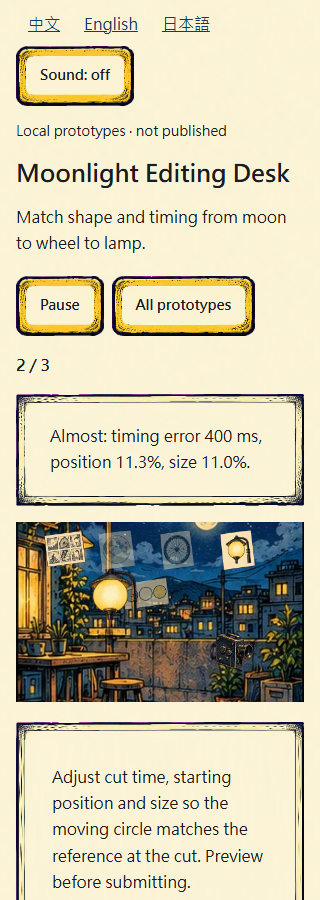 中文 English 日本語
Sound: off
Local prototypes · not published
Moonlight Editing Desk
Match shape and timing from moon
to wheel to lamp.
Pause All prototypes
2 / 3
Almost: timing error 400 ms,
position 11.3%, size 11.0%.
Adjust cut time, starting
position and size so the
moving circle matches the
reference at the cut. Preview
before submitting.